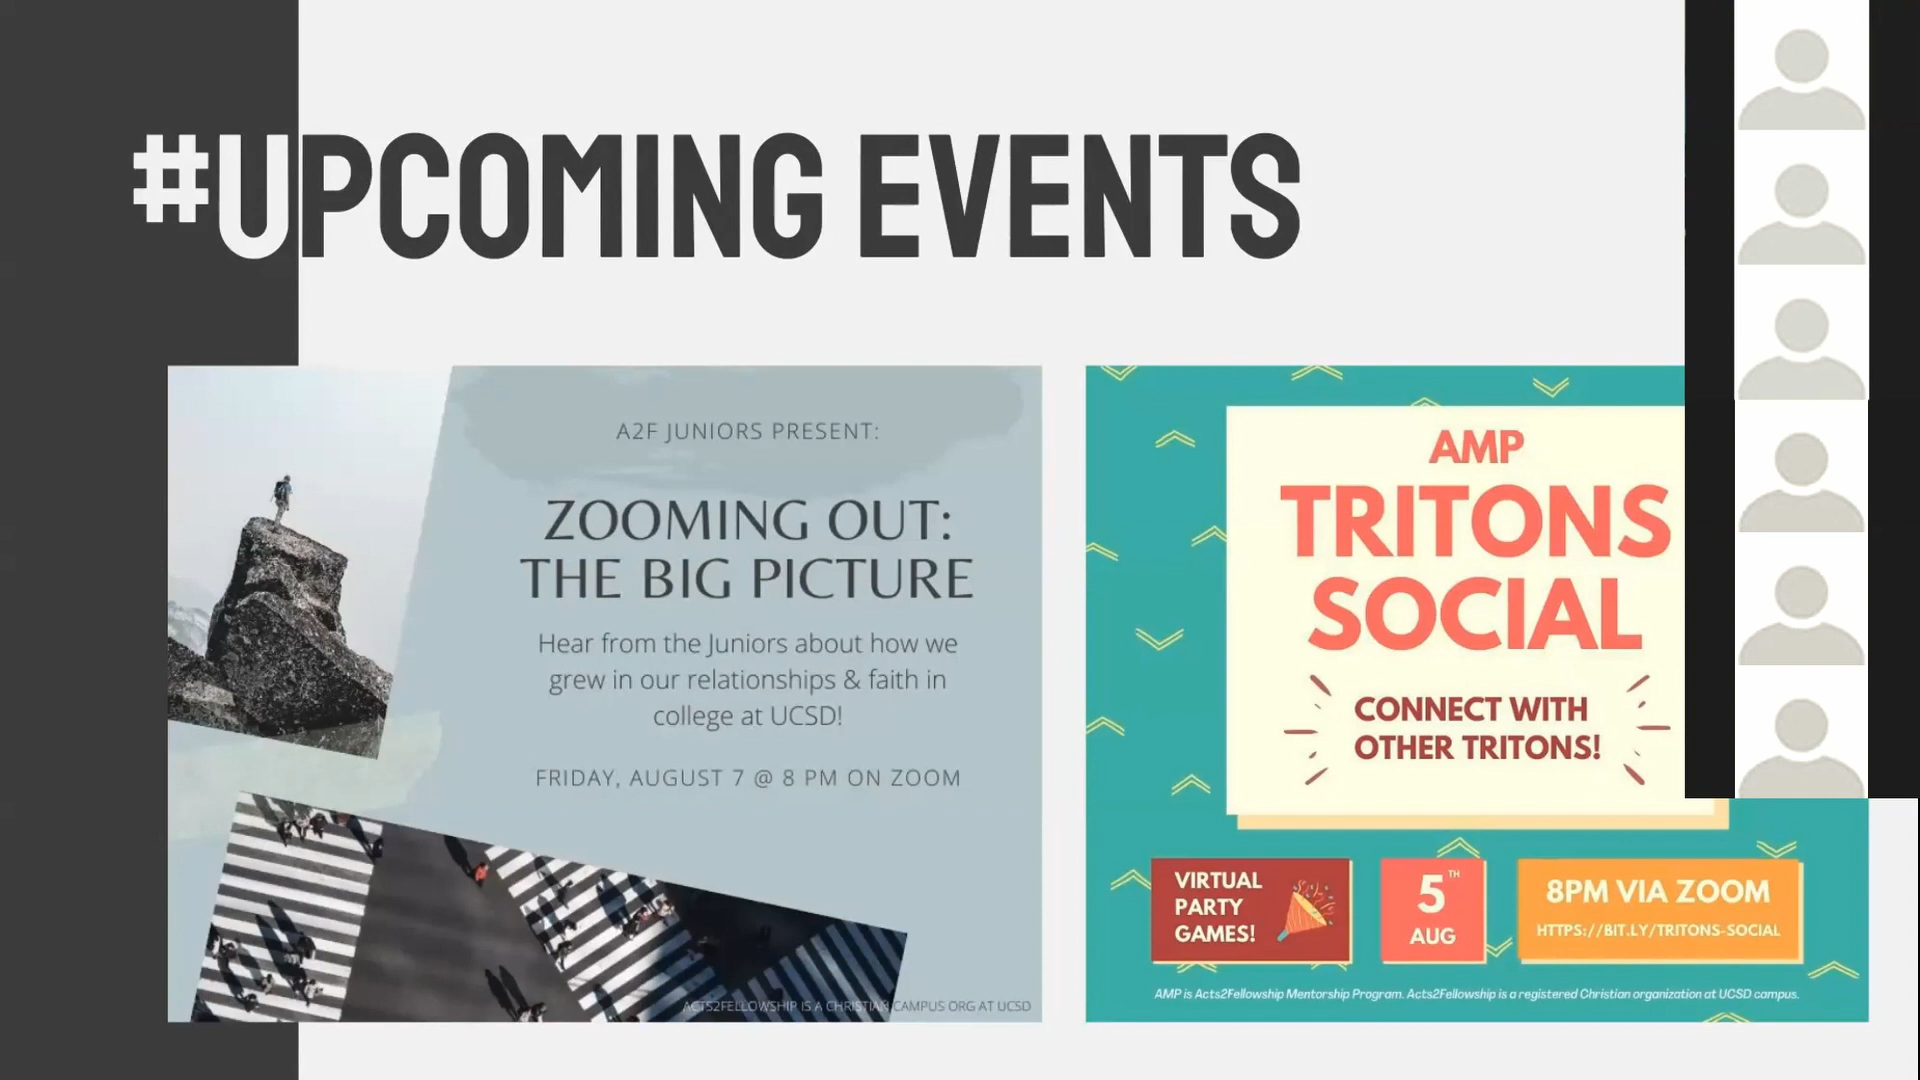 #UPCOMING EVENTS
A2F JUNIORS PRESENT:
ZOOMING OUT:
THE BIG PICTURE
Hear from the Juniors about how we
grew in our relationships & faith in
college at UCSD!
FRIDAY, AUGUST 7 @ 8 PM ON ZOOM
ACTS2FELLOWSHIP IS A CHRISTIAN CAMPUS ORG AT UCSD
AMP
TRITONS
SOCIAL
CONNECT WITH
OTHER TRITONS!
VIRTUAL
PARTY
GAMES!
5TH
AUG
8PM VIA ZOOM
HTTPS://BIT.LY/TRITONS-SOCIAL
AMP is Acts2Fellowship Mentorship Program. Acts2Fellowship is a registered Christian organization at UCSD campus.